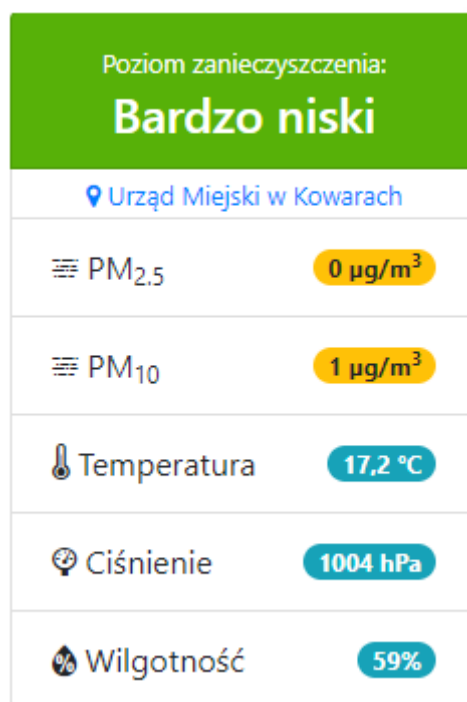 Poziom zanieczyszczenia:
Bardzo niski
Urząd Miejski w Kowarach
PM2.5 0 µg/m³
PM10 1 µg/m³
Temperatura 17,2 °C
Ciśnienie 1004 hPa
% Wilgotność 59%